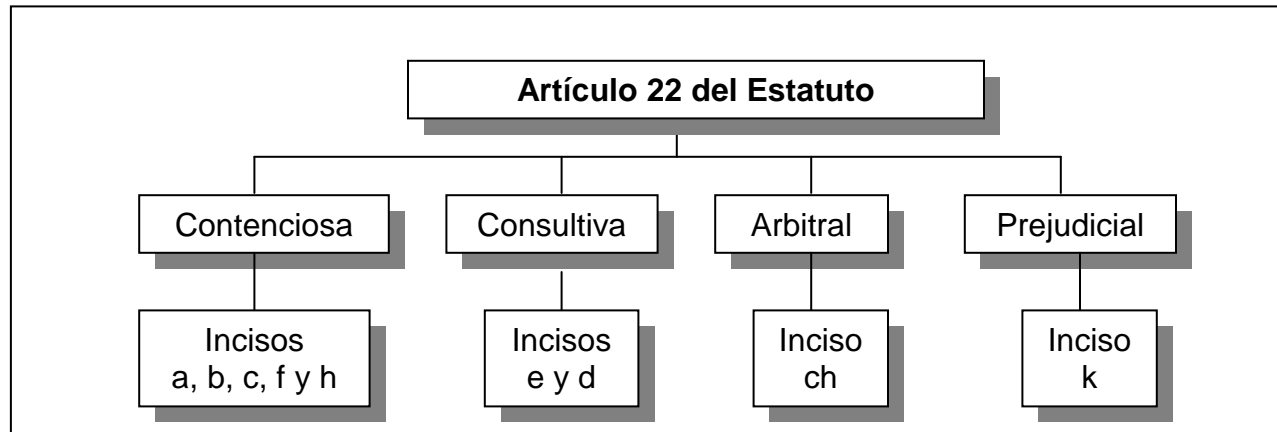 Artículo 22 del Estatuto
Contenciosa
Consultiva
Arbitral
Prejudicial
Incisos
a, b, c, f y h
Incisos
e y d
Inciso
ch
Inciso
k